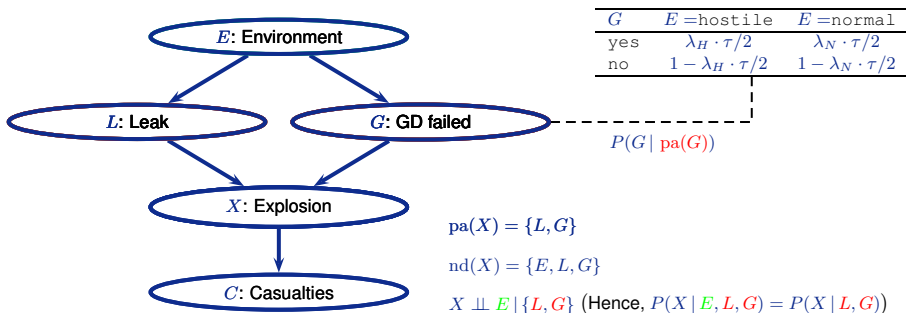 E: Environment
G E =hostile E =normal
yes λ_H · τ/2 λ_N · τ/2
no 1 − λ_H · τ/2 1 − λ_N · τ/2
L: Leak
G: GD failed
P(G | pa(G))
X: Explosion
pa(X) = {L, G}
nd(X) = {E, L, G}
C: Casualties
X ⫫ E | {L, G} (Hence, P(X | E, L, G) = P(X | L, G))